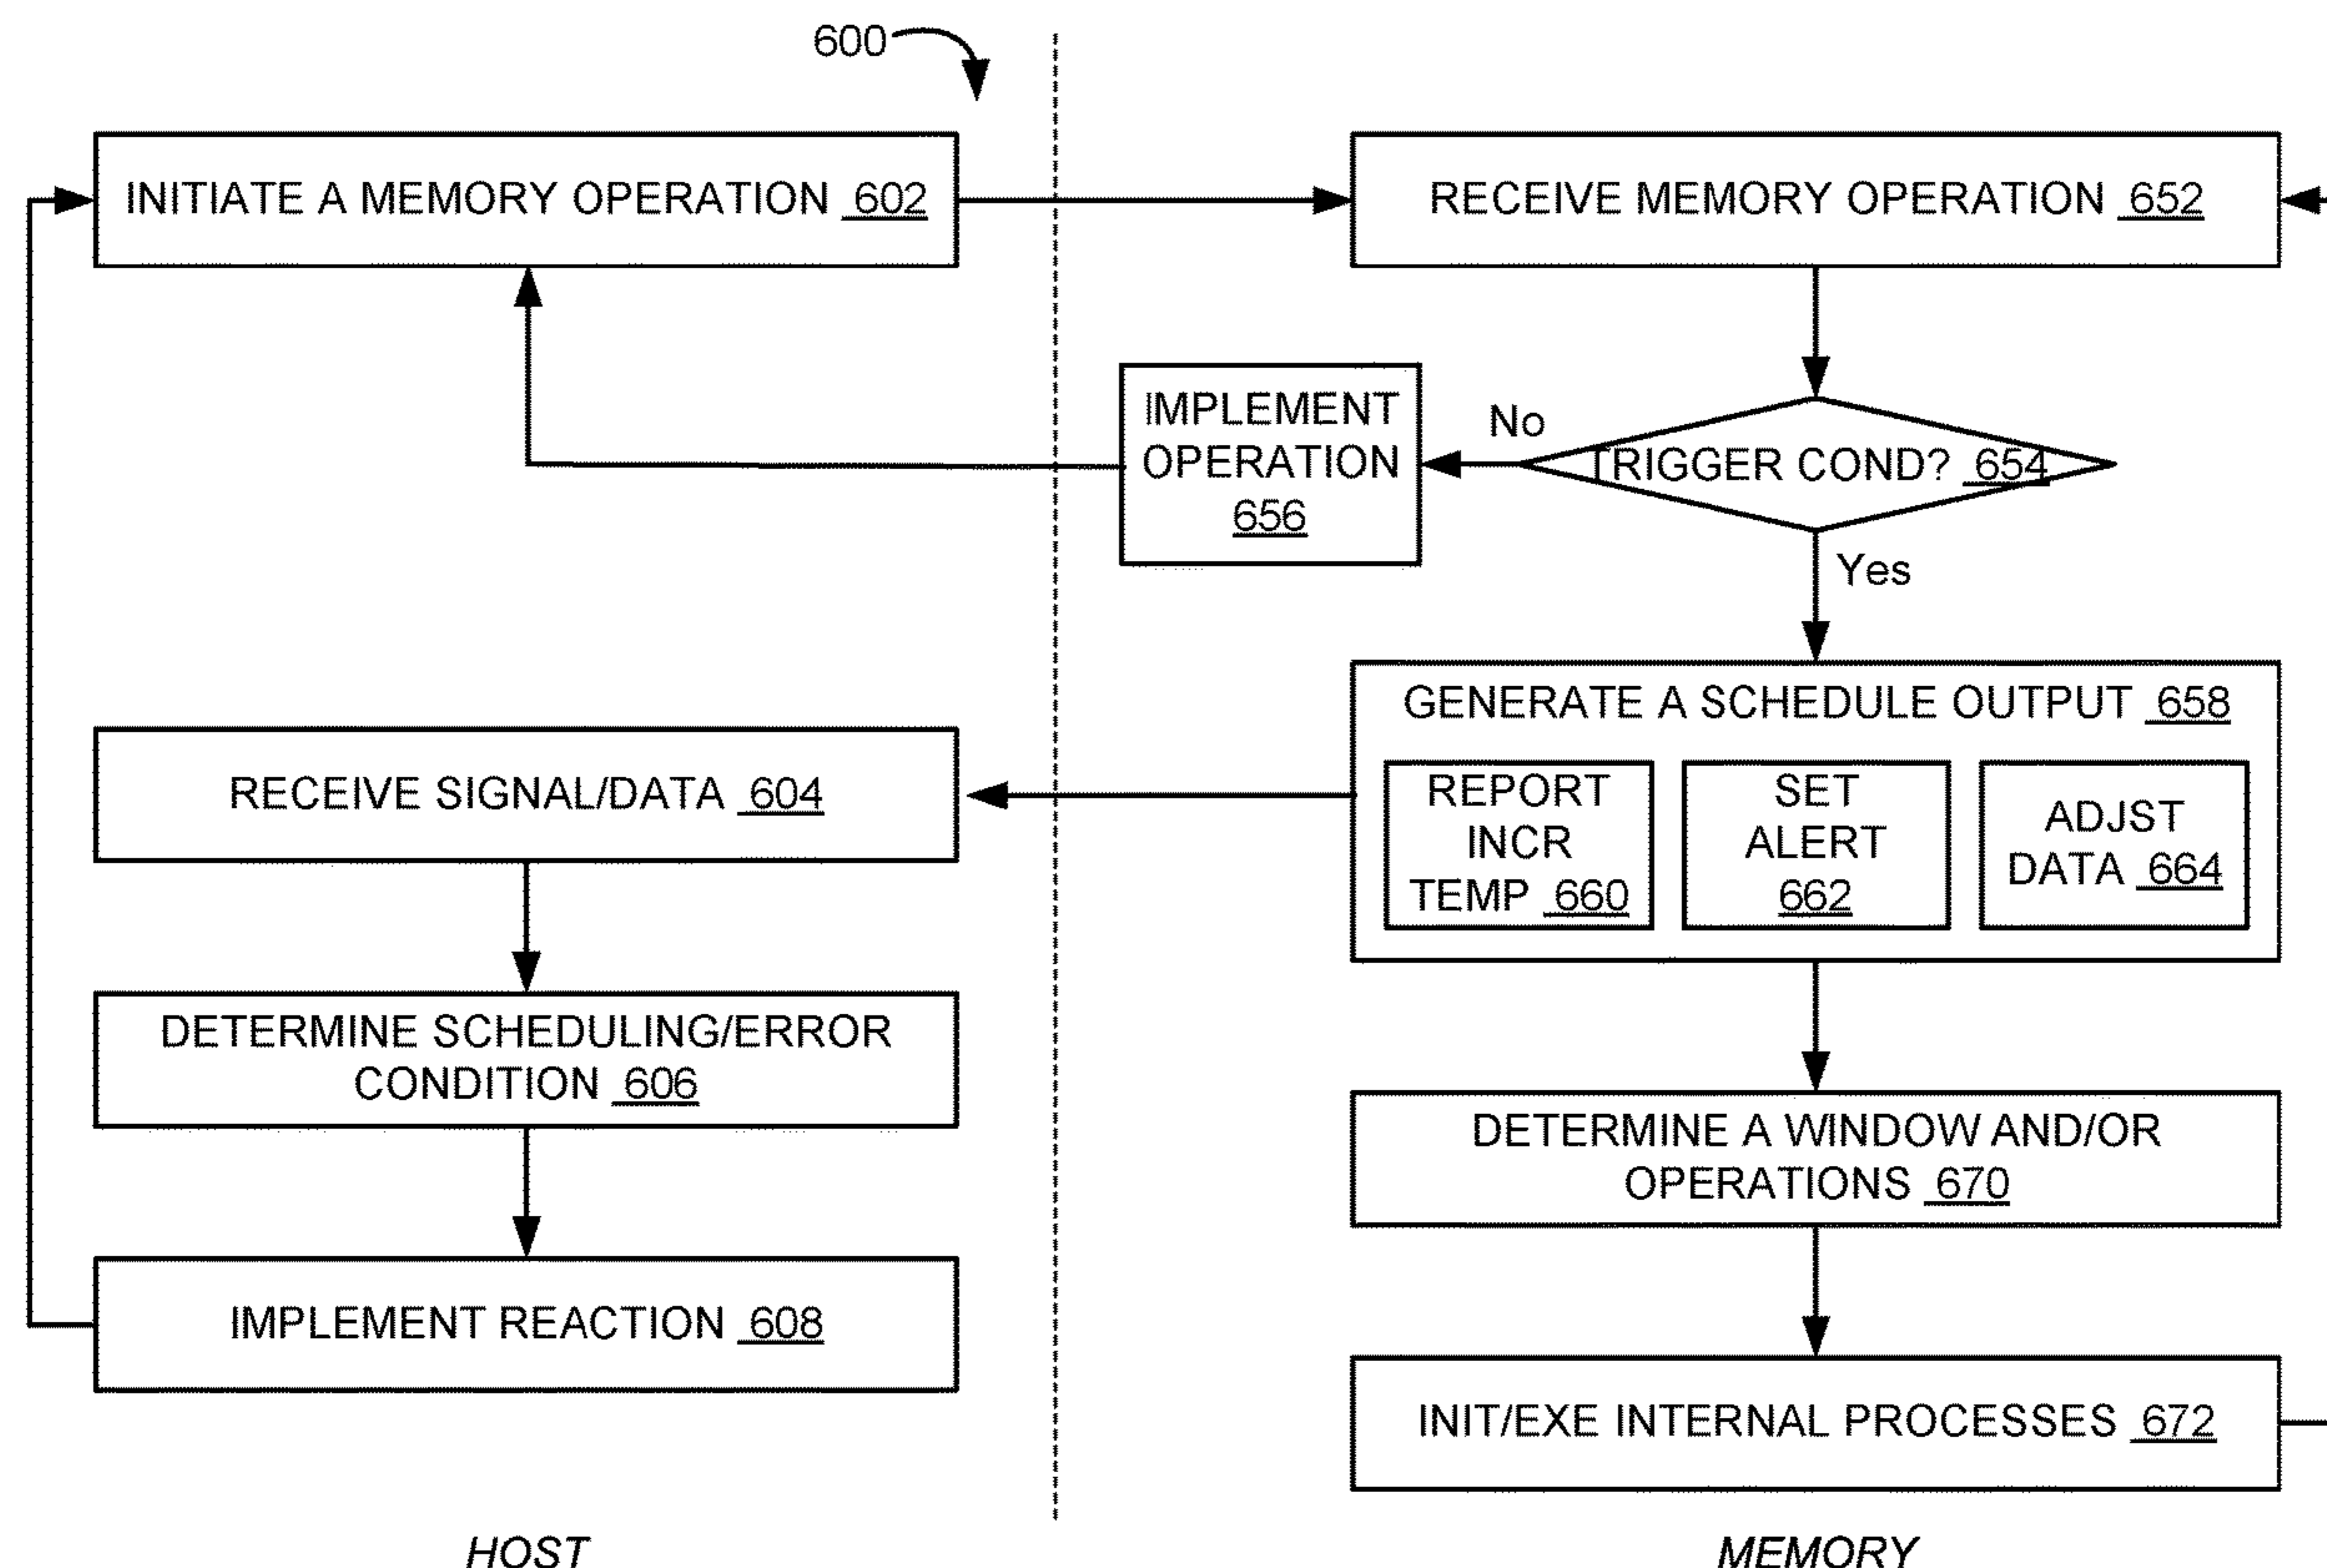 600
INITIATE A MEMORY OPERATION 602
RECEIVE MEMORY OPERATION 652
IMPLEMENT
OPERATION
656
No
TRIGGER COND? 654
Yes
GENERATE A SCHEDULE OUTPUT 658
REPORT
INCR
TEMP 660
SET
ALERT
662
ADJST
DATA 664
RECEIVE SIGNAL/DATA 604
DETERMINE SCHEDULING/ERROR
CONDITION 606
DETERMINE A WINDOW AND/OR
OPERATIONS 670
IMPLEMENT REACTION 608
INIT/EXE INTERNAL PROCESSES 672
HOST
MEMORY